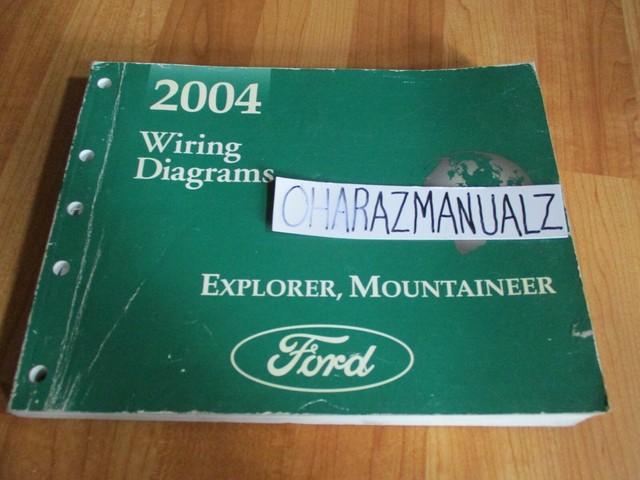 2004
Wiring
Diagrams
OHARAZMANUALZ
EXPLORER, MOUNTAINEER
Ford